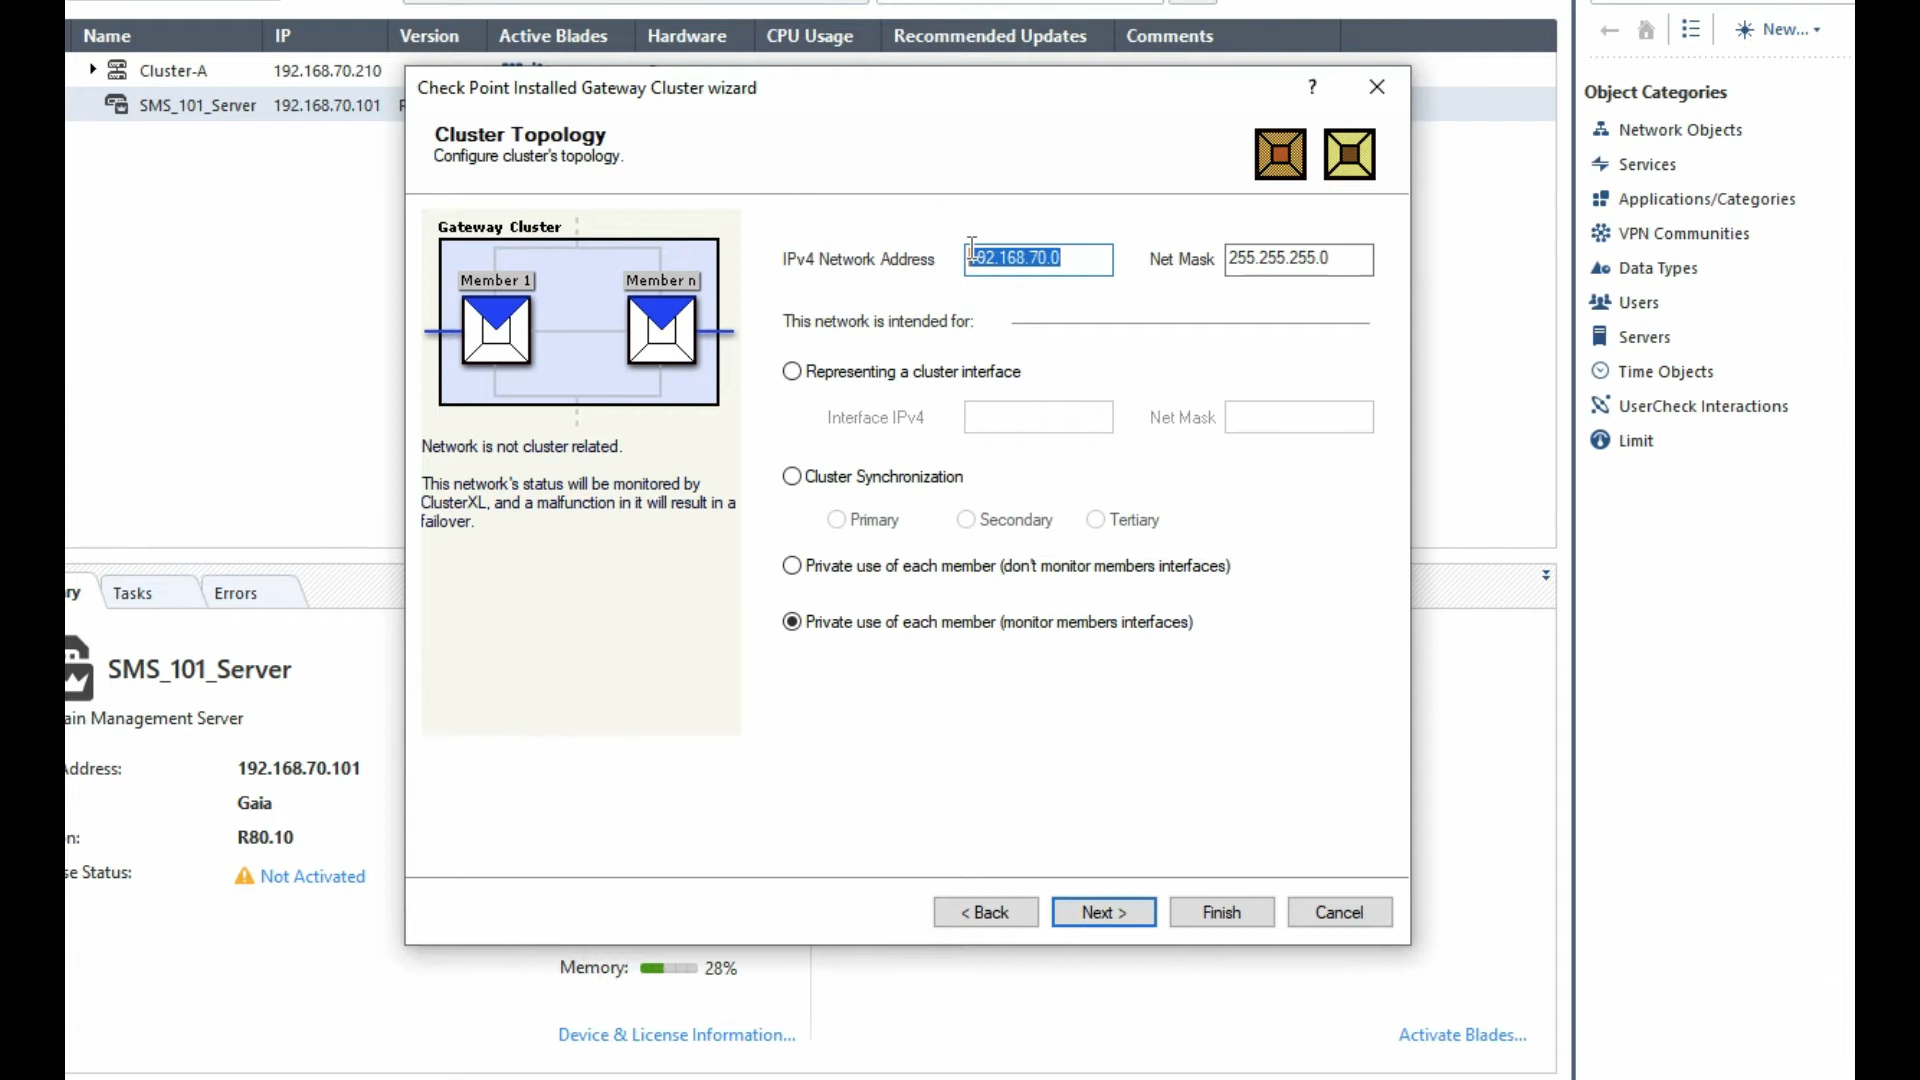 Name IP Version Active Blades Hardware CPU Usage Recommended Updates Comments
Cluster-A 192.168.70.210
SMS_101_Server 192.168.70.101 R
New...
Object Categories
Network Objects
Services
Applications/Categories
VPN Communities
Data Types
Users
Servers
Time Objects
UserCheck Interactions
Limit
Check Point Installed Gateway Cluster wizard ?
Cluster Topology
Configure cluster's topology.
Gateway Cluster
Member 1 Member n
Network is not cluster related.
This network's status will be monitored by
ClusterXL, and a malfunction in it will result in a
failover.
IPv4 Network Address 192.168.70.0 Net Mask 255.255.255.0
This network is intended for:
Representing a cluster interface
Interface IPv4 Net Mask
Cluster Synchronization
Primary Secondary Tertiary
Private use of each member (don't monitor members interfaces)
Private use of each member (monitor members interfaces)
< Back Next > Finish Cancel
ry Tasks Errors
SMS_101_Server
ain Management Server
Address: 192.168.70.101
Gaia
n: R80.10
se Status: Not Activated
Memory: 28%
Device & License Information...
Activate Blades...